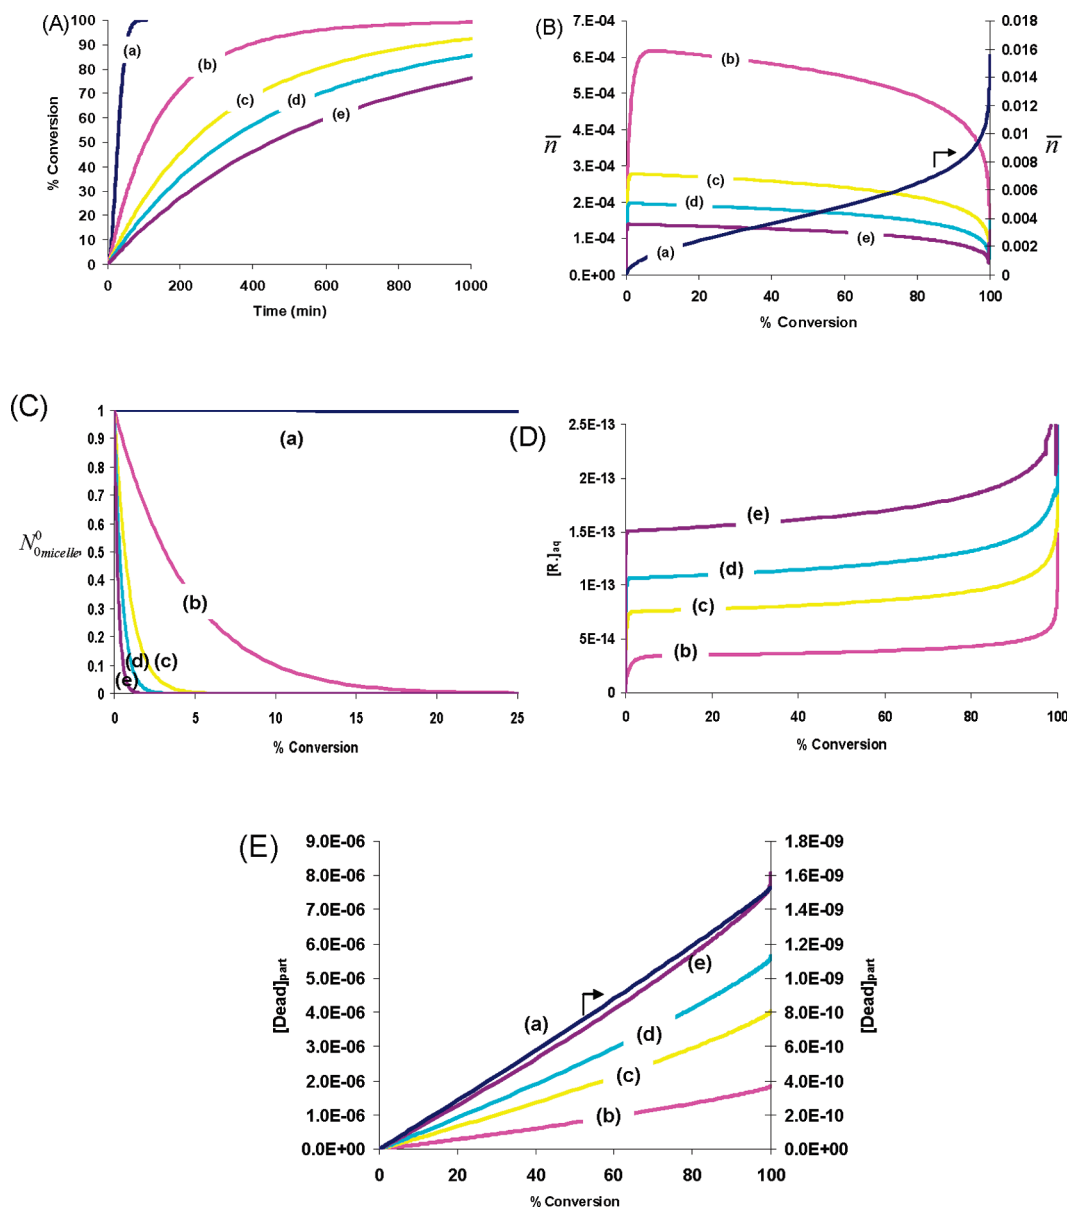 (A)
100
90
80
70
60
50
40
30
20
10
0
% Conversion
(a)
(b)
(c)
(d)
(e)
0 200 400 600 800 1000
Time (min)
(B)
7.E-04
6.E-04
5.E-04
4.E-04
3.E-04
2.E-04
1.E-04
0.E+00
n̅
(b)
(c)
(d)
(e)
(a)
0.018
0.016
0.014
0.012
0.010
0.008
0.006
0.004
0.002
0
n̅
0 20 40 60 80 100
% Conversion
(C)
1
0.9
0.8
0.7
0.6
0.5
0.4
0.3
0.2
0.1
0
N⁰₀micelle,
(a)
(b)
(d) (c)
(e)
0 5 10 15 20 25
% Conversion
(D)
2.5E-13
2E-13
1.5E-13
1E-13
5E-14
0
[R.]aq
(e)
(d)
(c)
(b)
0 20 40 60 80 100
% Conversion
(E)
9.0E-06
8.0E-06
7.0E-06
6.0E-06
5.0E-06
4.0E-06
3.0E-06
2.0E-06
1.0E-06
0.0E+00
[Dead]part
(e)
(a)
(d)
(c)
(b)
1.8E-09
1.6E-09
1.4E-09
1.2E-09
1.0E-09
8.0E-10
6.0E-10
4.0E-10
2.0E-10
0.0E+00
[Dead]part
0 20 40 60 80 100
% Conversion